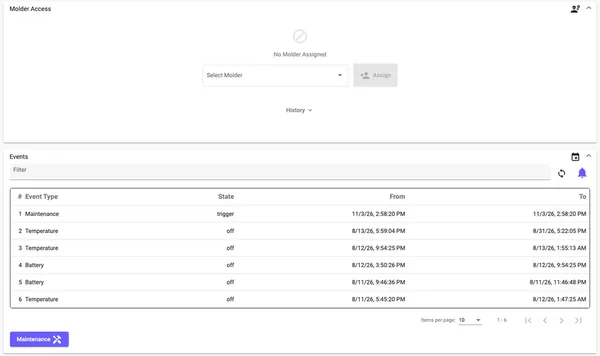 Molder Access
No Molder Assigned
Select Molder
Assign
History
Events
Filter
# Event Type State From To
1 Maintenance trigger 11/3/26, 2:58:20 PM 11/3/26, 2:58:20 PM
2 Temperature off 8/13/26, 5:59:04 PM 8/31/26, 5:22:05 PM
3 Temperature off 8/12/26, 9:54:25 PM 8/13/26, 1:55:13 AM
4 Battery off 8/12/26, 3:50:26 PM 8/12/26, 9:54:25 PM
5 Battery off 8/11/26, 9:46:36 PM 8/11/26, 11:46:48 PM
6 Temperature off 8/11/26, 5:45:20 PM 8/12/26, 1:47:25 AM
Items per page: 10 1 - 6
Maintenance